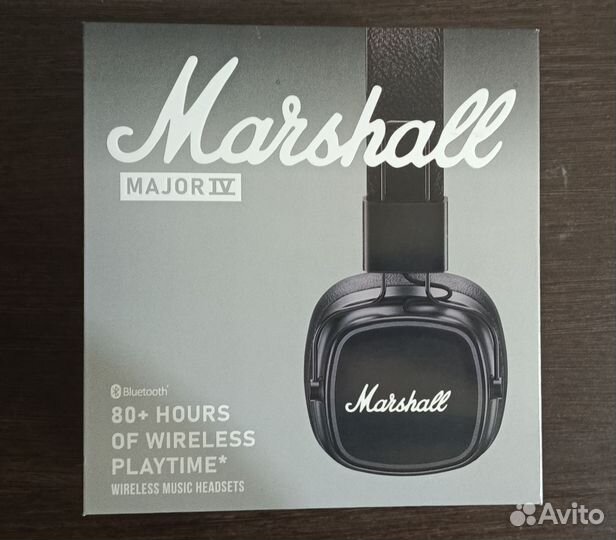 Marshall
MAJOR IV
Bluetooth
80+ HOURS
OF WIRELESS
PLAYTIME*
WIRELESS MUSIC HEADSETS
Marshall
Avito